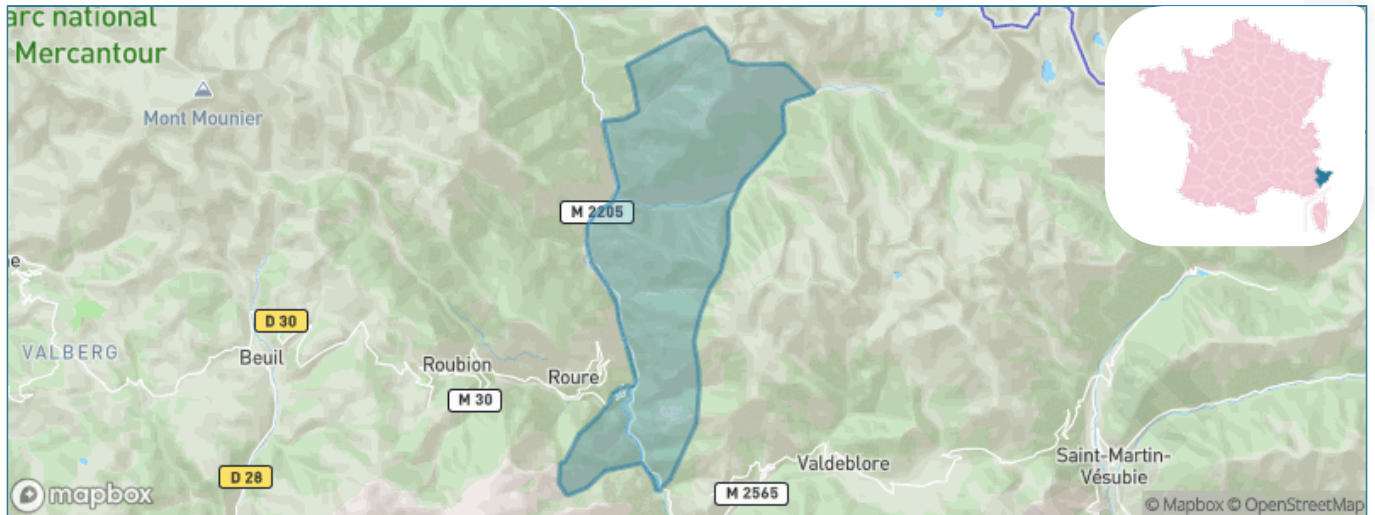 arc national
Mercantour
Mont Mounier
M 2205
e
D 30
VALBERG
Beuil
Roubion
Roure
M 30
Valdeblore
Saint-Martin-
Vésubie
D 28
M 2565
mapbox
© Mapbox © OpenStreetMap